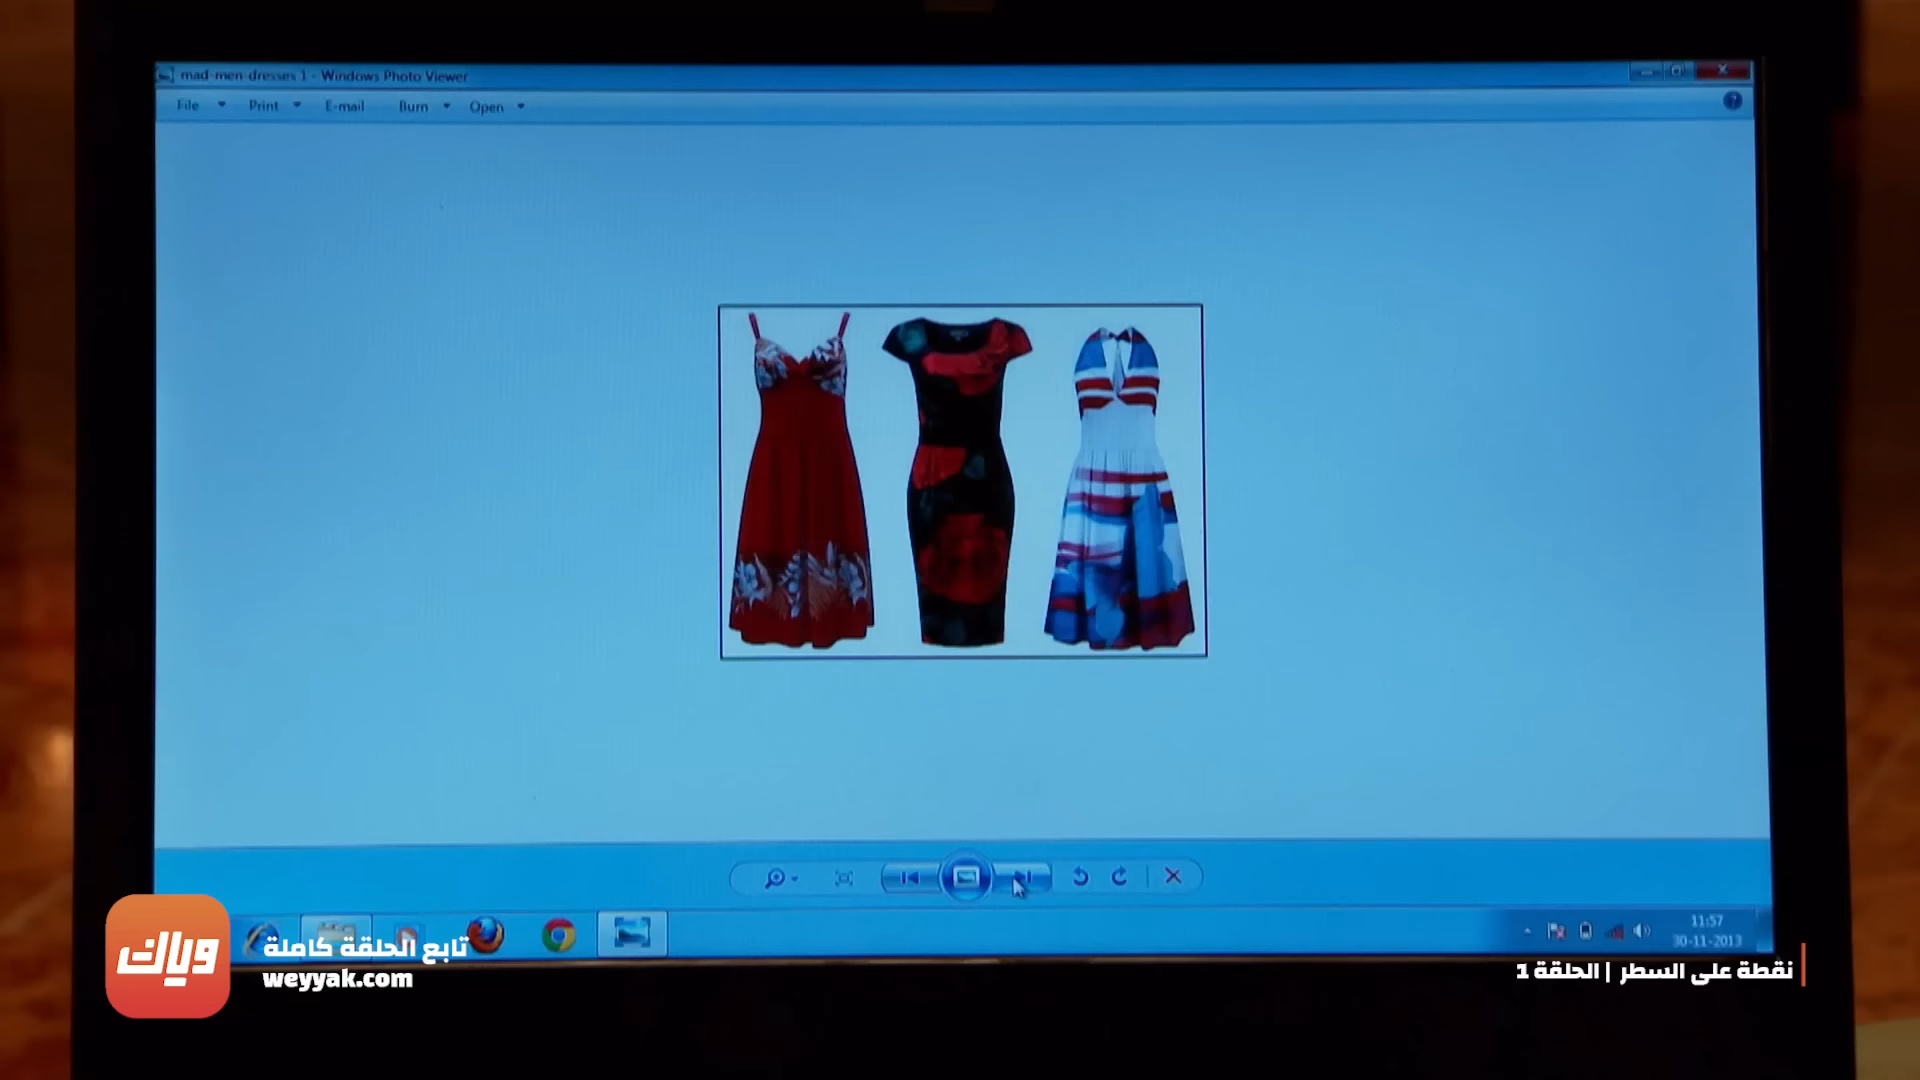 mad-men-dresses 1 - Windows Photo Viewer
File Print E-mail Burn Open
11:57
30-11-2013
وياك
تابع الحلقة كاملة
weyyak.com
نقطة على السطر | الحلقة 1